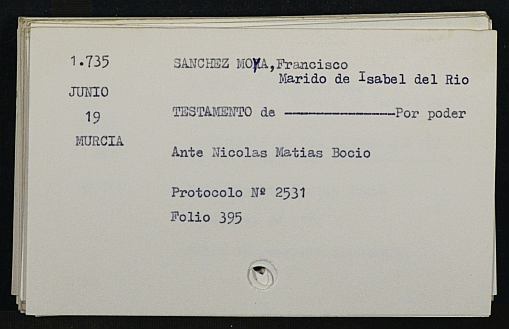 1.735
SANCHEZ MOYA, Francisco
Marido de Isabel del Rio
JUNIO
19
TESTAMENTO de ----------------Por poder
MURCIA
Ante Nicolas Matias Bocio
Protocolo Nº 2531
Folio 395